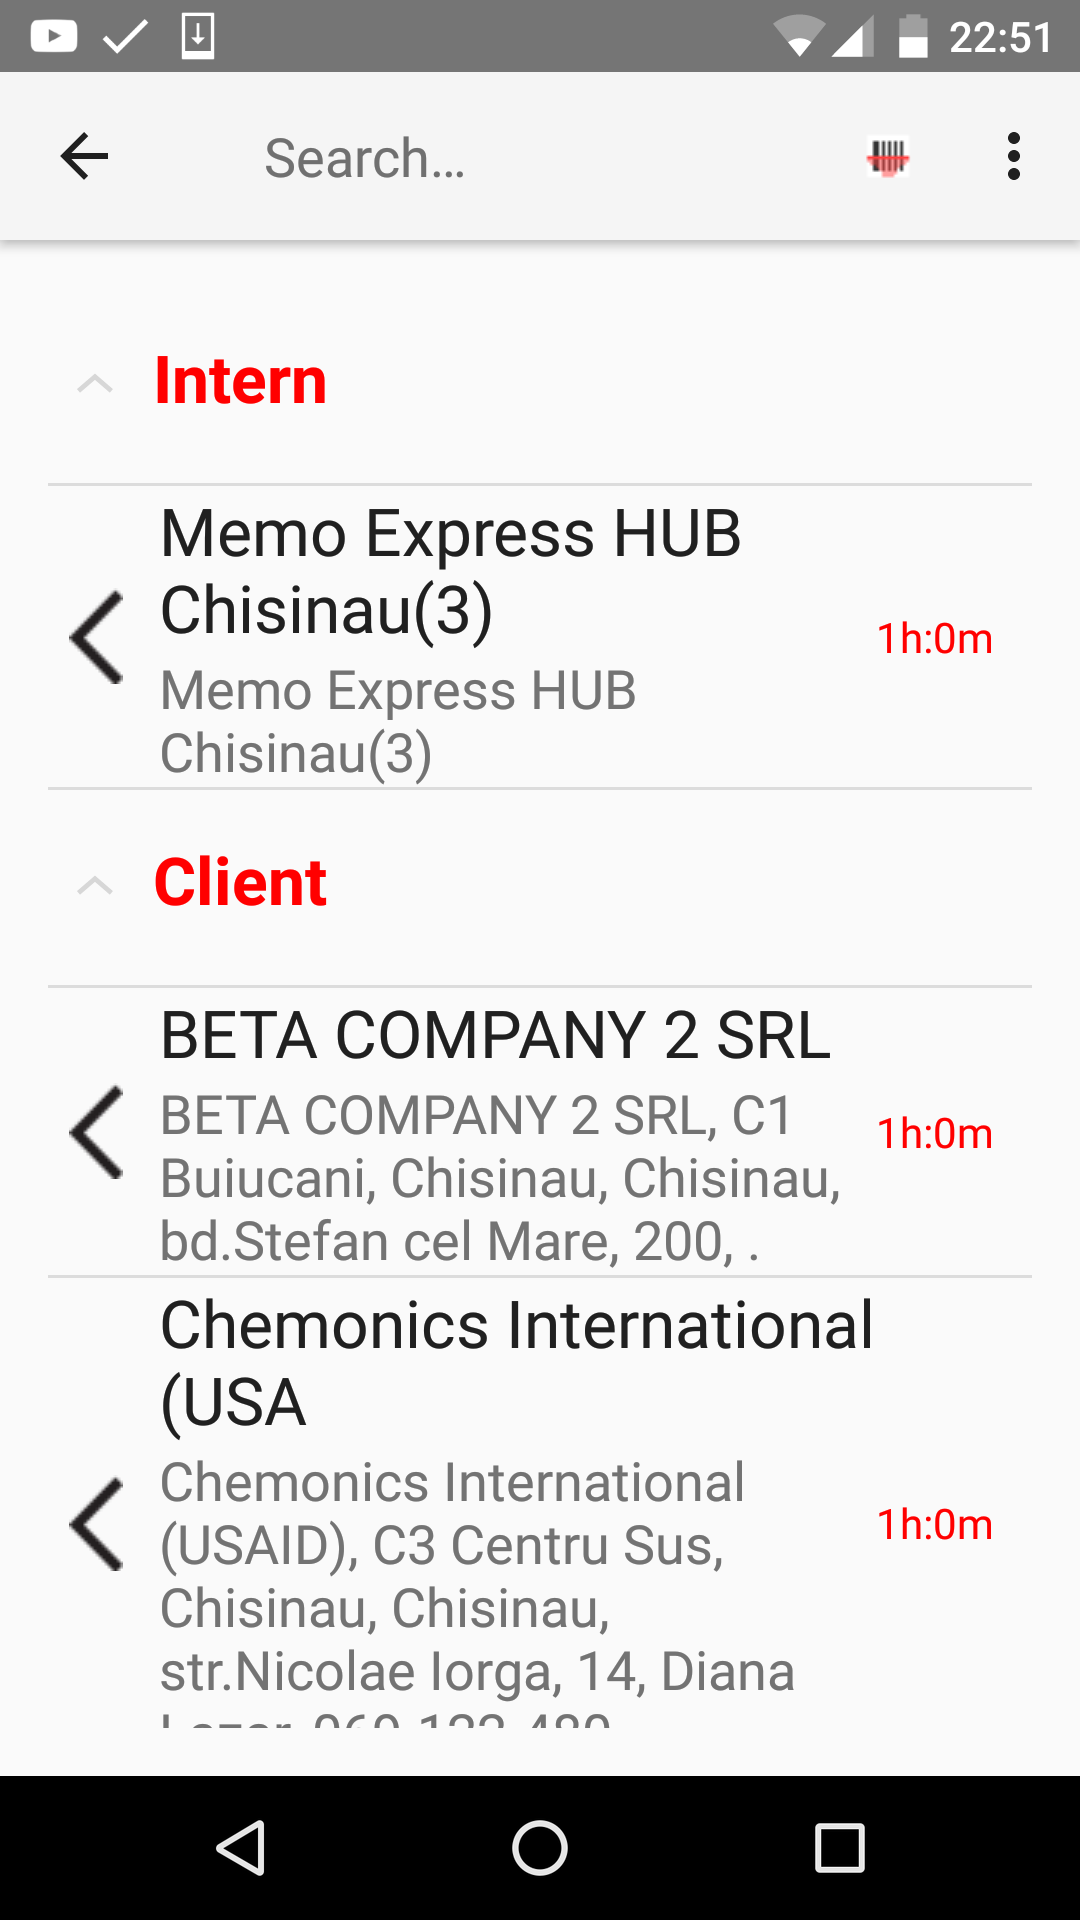 22:51
Search...
Intern
Memo Express HUB
Chisinau(3)
1h:0m
Memo Express HUB
Chisinau(3)
Client
BETA COMPANY 2 SRL
BETA COMPANY 2 SRL, C1
1h:0m
Buiucani, Chisinau, Chisinau,
bd.Stefan cel Mare, 200, .
Chemonics International
(USA
Chemonics International
1h:0m
(USAID), C3 Centru Sus,
Chisinau, Chisinau,
str.Nicolae Iorga, 14, Diana